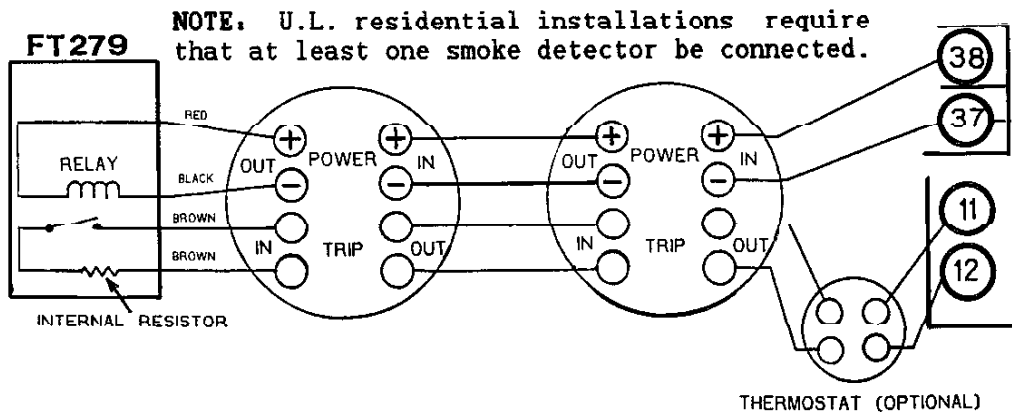 NOTE: U.L. residential installations require
that at least one smoke detector be connected.
FT279
38
37
RED
+ + + +
OUT POWER IN OUT POWER IN
RELAY
BLACK
− − − −
BROWN
11
IN TRIP OUT IN TRIP OUT
BROWN
12
INTERNAL RESISTOR
THERMOSTAT (OPTIONAL)